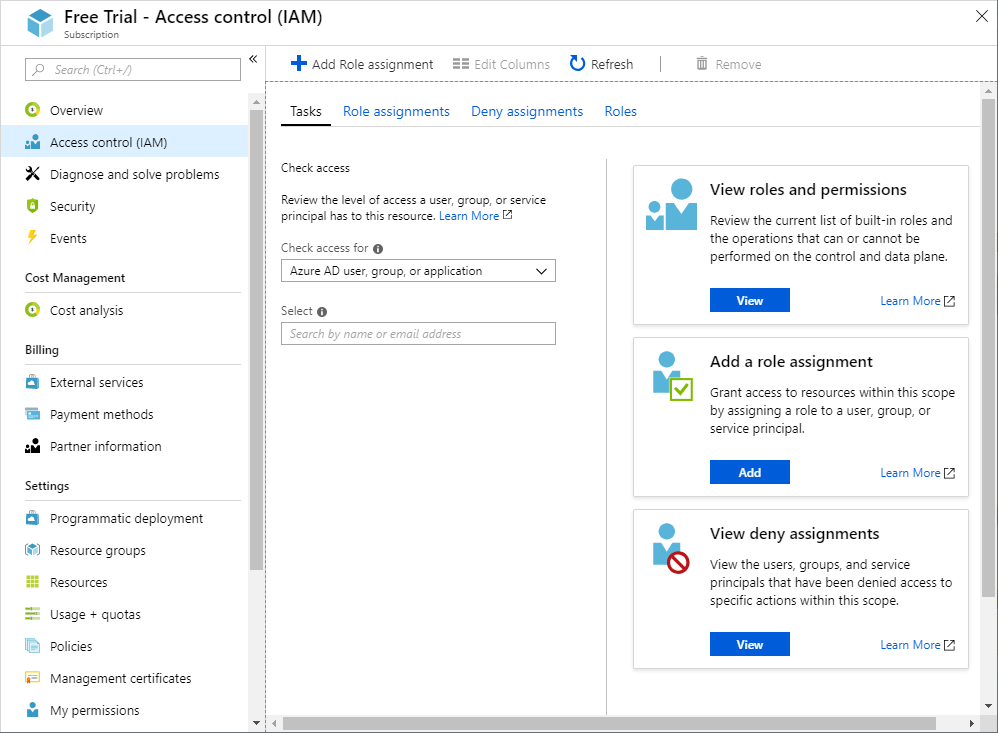 Free Trial - Access control (IAM)
Subscription
Search (Ctrl+/)
Overview
Access control (IAM)
Diagnose and solve problems
Security
Events
Cost Management
Cost analysis
Billing
External services
Payment methods
Partner information
Settings
Programmatic deployment
Resource groups
Resources
Usage + quotas
Policies
Management certificates
My permissions
Add Role assignment
Edit Columns
Refresh
Remove
Tasks
Role assignments
Deny assignments
Roles
Check access
Review the level of access a user, group, or service
principal has to this resource. Learn More
Check access for
Azure AD user, group, or application
Select
Search by name or email address
View roles and permissions
Review the current list of built-in roles and
the operations that can or cannot be
performed on the control and data plane.
View
Learn More
Add a role assignment
Grant access to resources within this scope
by assigning a role to a user, group, or
service principal.
Add
Learn More
View deny assignments
View the users, groups, and service
principals that have been denied access to
specific actions within this scope.
View
Learn More